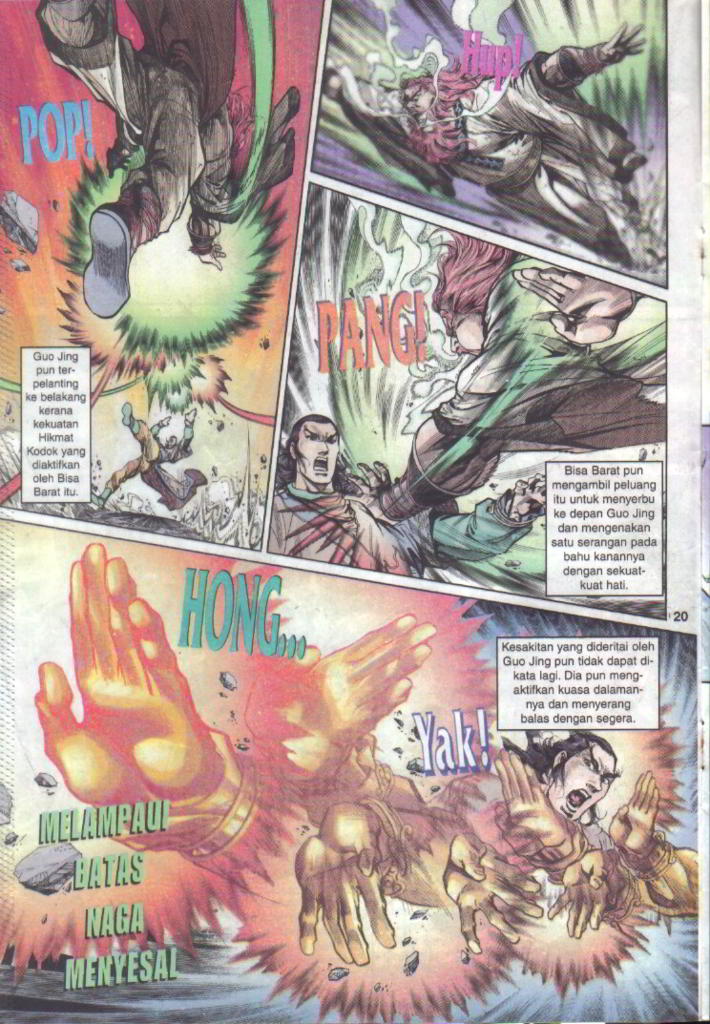 POP!
Hup!
PANG!
Guo Jing
pun ter-
pelanting
ke belakang
kerana
kekuatan
Hikmat
Kodok yang
diaktifkan
oleh Bisa
Barat itu.
Bisa Barat pun
mengambil peluang
itu untuk menyerbu
ke depan Guo Jing
dan mengenakan
satu serangan pada
bahu kanannya
dengan sekuat-
kuat hati.
20
HONG...
Kesakitan yang dideritai oleh
Guo Jing pun tidak dapat di-
kata lagi. Dia pun meng-
aktifkan kuasa dalaman-
nya dan menyerang
balas dengan segera.
Yak!
MELAMPAUI
BATAS
NAGA
MENYESAL